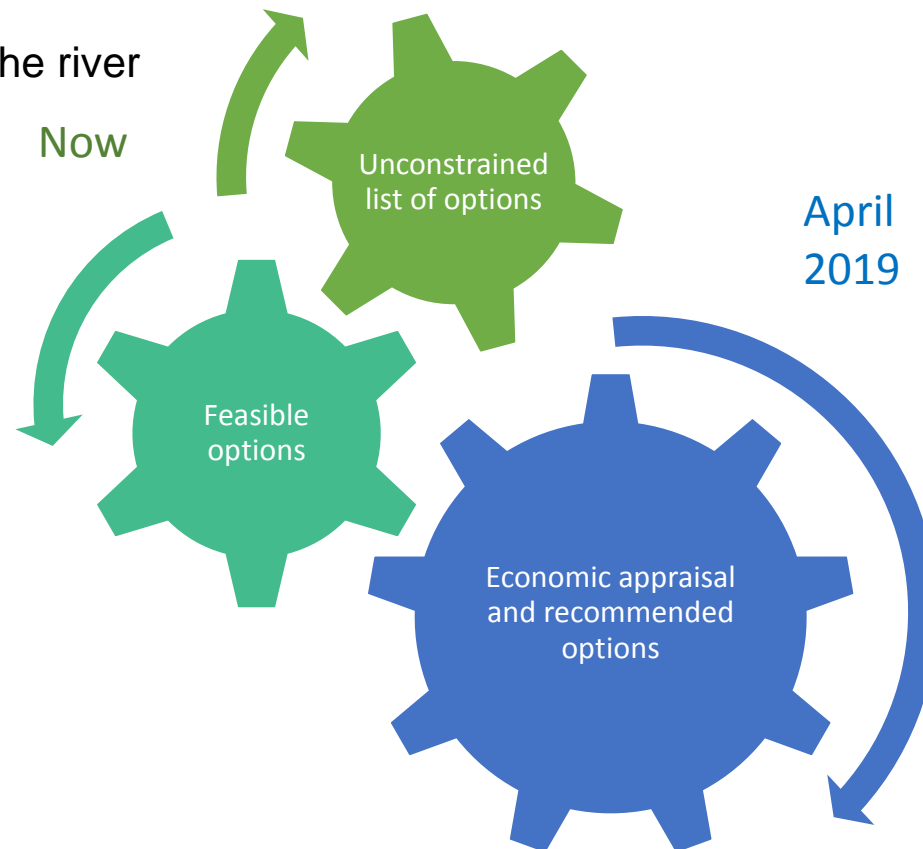 he river
Now
Unconstrained
list of options
April
2019
Feasible
options
Economic appraisal
and recommended
options